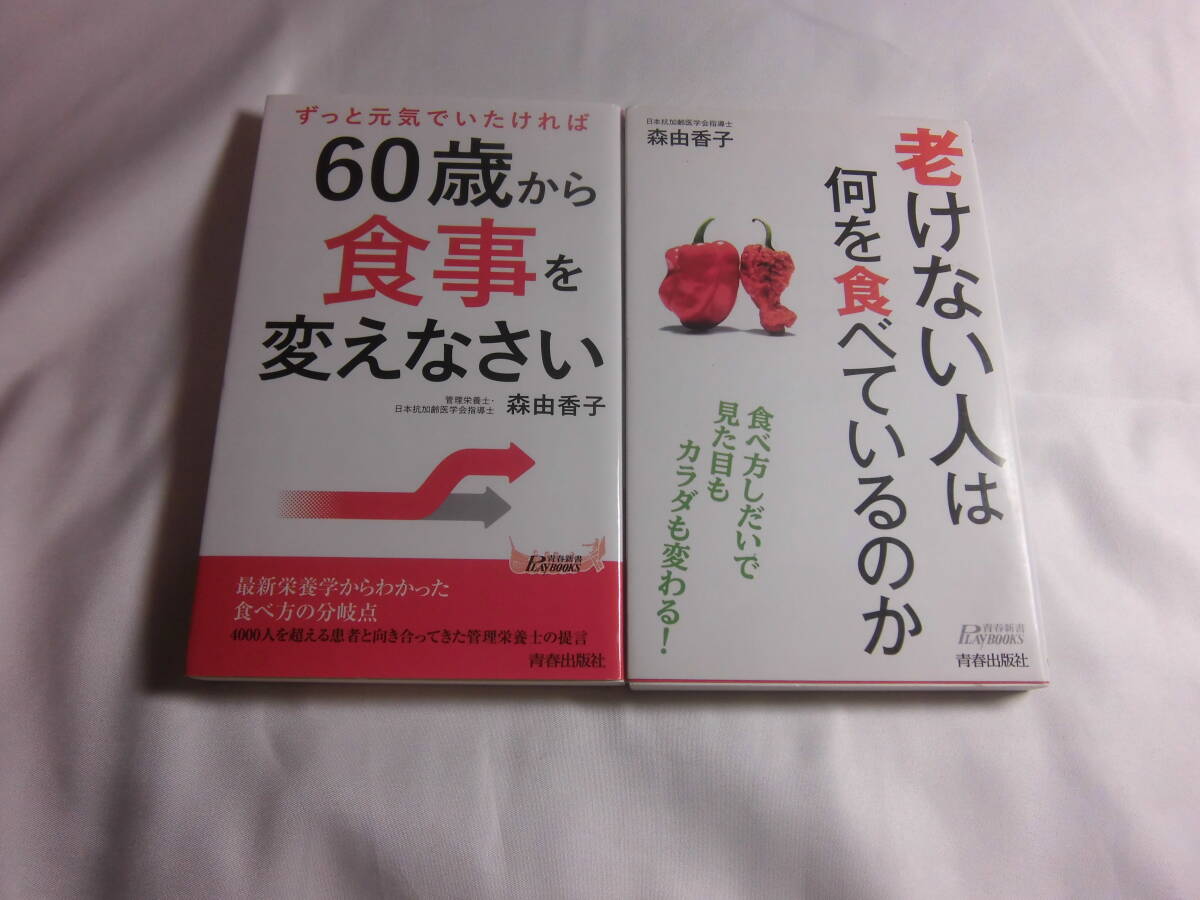 ずっと元気でいたければ
60歳から
食事を
変えなさい
管理栄養士・
日本抗加齢医学会指導士
森由香子
青春新書
PLAYBOOKS
最新栄養学からわかった
食べ方の分岐点
4000人を超える患者と向き合ってきた管理栄養士の提言
青春出版社
日本抗加齢医学会指導士
森由香子
老けない人は
何を食べているのか
食べ方しだいで
見た目も
カラダも変わる!
青春新書
PLAYBOOKS
青春出版社